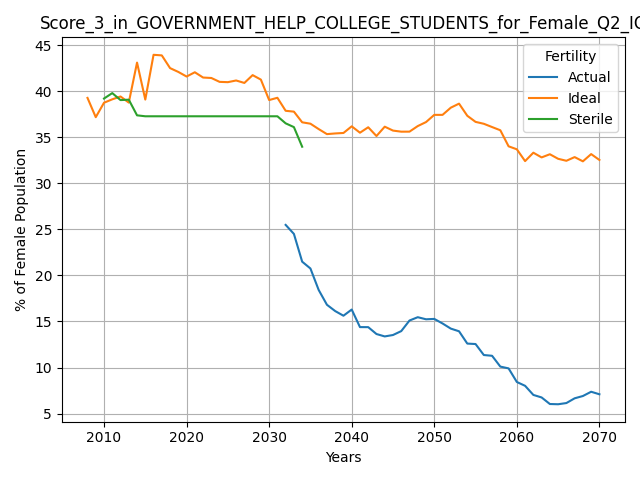 Score_3_in_GOVERNMENT_HELP_COLLEGE_STUDENTS_for_Female_Q2_IC
Fertility
Actual
Ideal
Sterile
45
40
35
30
25
20
15
10
5
% of Female Population
2010 2020 2030 2040 2050 2060 2070
Years